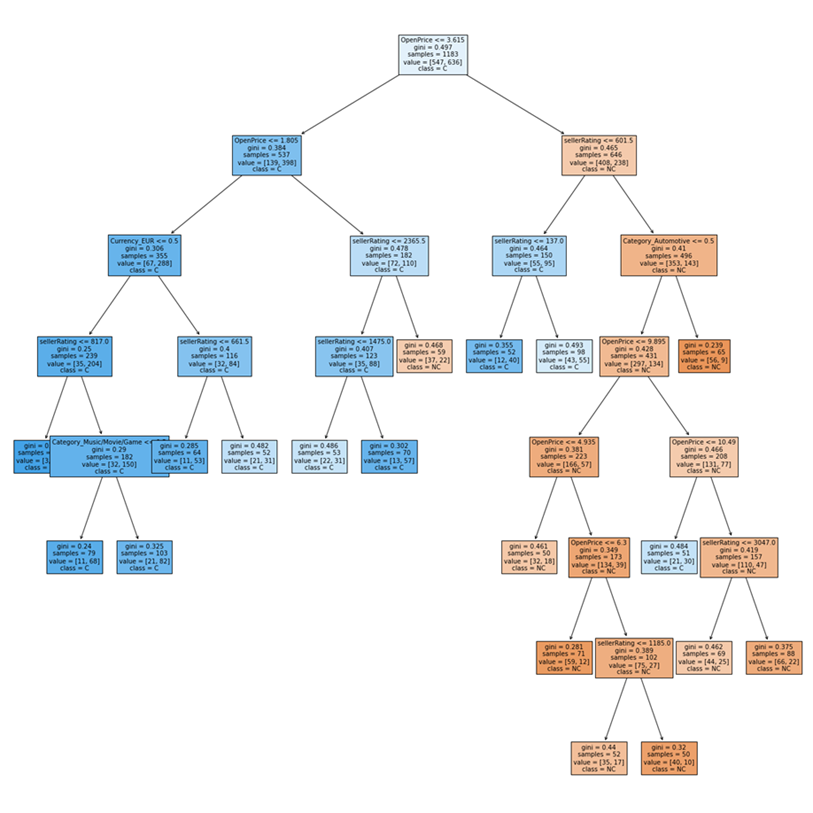 OpenPrice <= 3.615
gini = 0.497
samples = 1183
value = [547, 636]
class = C
OpenPrice <= 1.805
gini = 0.384
samples = 537
value = [139, 398]
class = C
sellerRating <= 601.5
gini = 0.465
samples = 646
value = [408, 238]
class = NC
Currency_EUR <= 0.5
gini = 0.306
samples = 355
value = [67, 288]
class = C
sellerRating <= 2365.5
gini = 0.478
samples = 182
value = [72, 110]
class = C
sellerRating <= 137.0
gini = 0.464
samples = 150
value = [55, 95]
class = C
Category_Automotive <= 0.5
gini = 0.41
samples = 496
value = [353, 143]
class = NC
sellerRating <= 817.0
gini = 0.25
samples = 239
value = [35, 204]
class = C
sellerRating <= 661.5
gini = 0.4
samples = 116
value = [32, 84]
class = C
sellerRating <= 1475.0
gini = 0.407
samples = 123
value = [35, 88]
class = C
gini = 0.468
samples = 59
value = [37, 22]
class = NC
gini = 0.355
samples = 52
value = [12, 40]
class = C
gini = 0.493
samples = 98
value = [43, 55]
class = C
OpenPrice <= 9.895
gini = 0.428
samples = 431
value = [297, 134]
class = NC
gini = 0.239
samples = 65
value = [56, 9]
class = NC
gini = 0
samples =
value = [3,
class =
Category_Music/Movie/Game <=
gini = 0.29
samples = 182
value = [32, 150]
class = C
gini = 0.285
samples = 64
value = [11, 53]
class = C
gini = 0.482
samples = 52
value = [21, 31]
class = C
gini = 0.486
samples = 53
value = [22, 31]
class = C
gini = 0.302
samples = 70
value = [13, 57]
class = C
OpenPrice <= 4.935
gini = 0.381
samples = 223
value = [166, 57]
class = NC
OpenPrice <= 10.49
gini = 0.466
samples = 208
value = [131, 77]
class = NC
gini = 0.24
samples = 79
value = [11, 68]
class = C
gini = 0.325
samples = 103
value = [21, 82]
class = C
gini = 0.461
samples = 50
value = [32, 18]
class = NC
OpenPrice <= 6.3
gini = 0.349
samples = 173
value = [134, 39]
class = NC
gini = 0.484
samples = 51
value = [21, 30]
class = C
sellerRating <= 3047.0
gini = 0.419
samples = 157
value = [110, 47]
class = NC
gini = 0.281
samples = 71
value = [59, 12]
class = NC
sellerRating <= 1185.0
gini = 0.389
samples = 102
value = [75, 27]
class = NC
gini = 0.462
samples = 69
value = [44, 25]
class = NC
gini = 0.375
samples = 88
value = [66, 22]
class = NC
gini = 0.44
samples = 52
value = [35, 17]
class = NC
gini = 0.32
samples = 50
value = [40, 10]
class = NC